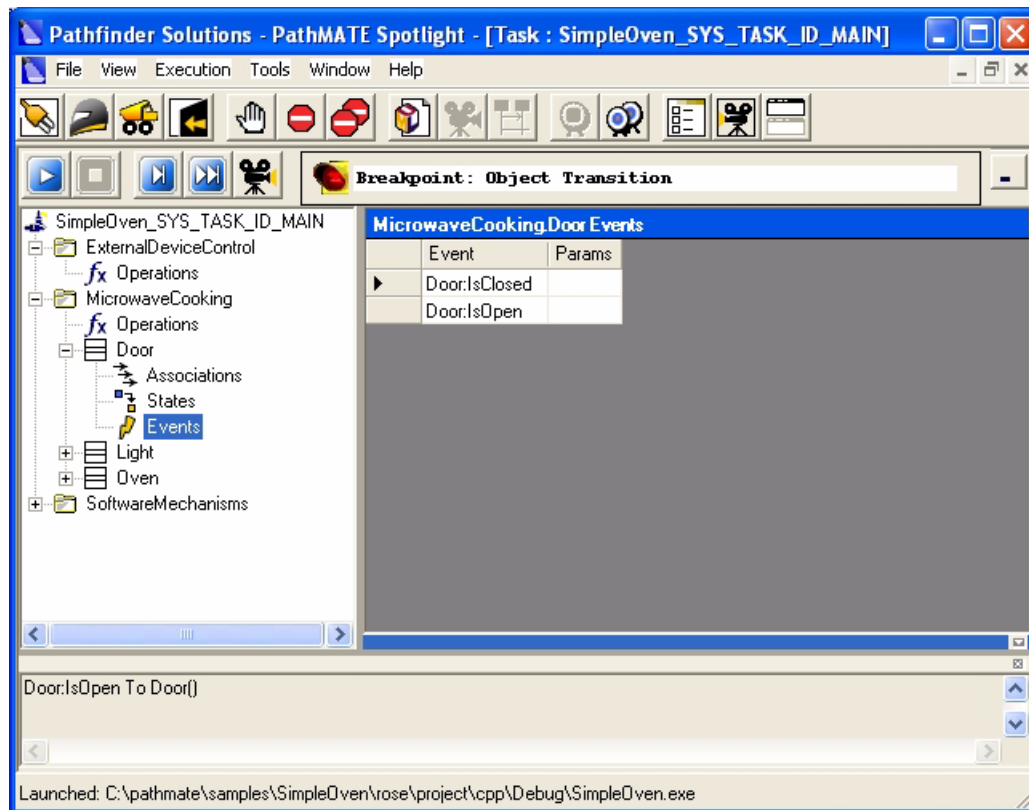 Pathfinder Solutions - PathMATE Spotlight - [Task : SimpleOven_SYS_TASK_ID_MAIN]
File View Execution Tools Window Help
Breakpoint: Object Transition
SimpleOven_SYS_TASK_ID_MAIN
ExternalDeviceControl
fx Operations
MicrowaveCooking
fx Operations
Door
Associations
States
Events
Light
Oven
SoftwareMechanisms
MicrowaveCooking.Door Events
Event Params
Door:IsClosed
Door:IsOpen
Door:IsOpen To Door()
Launched: C:\pathmate\samples\SimpleOven\rose\project\cpp\Debug\SimpleOven.exe